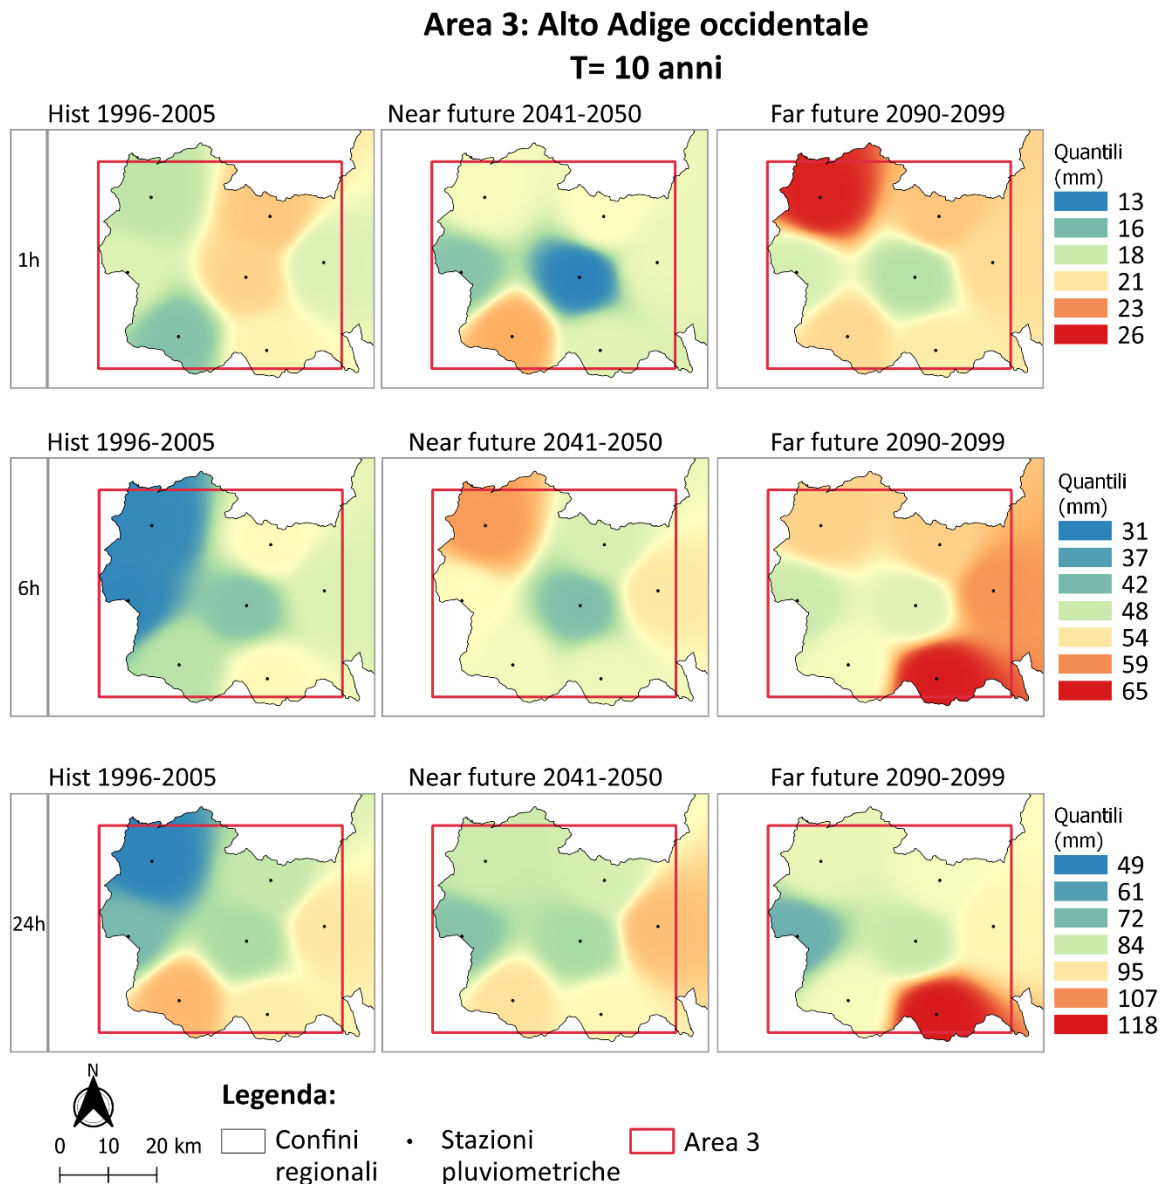 Area 3: Alto Adige occidentale
T= 10 anni
Hist 1996-2005
Near future 2041-2050
Far future 2090-2099
1h
Quantili
(mm)
13
16
18
21
23
26
Hist 1996-2005
Near future 2041-2050
Far future 2090-2099
6h
Quantili
(mm)
31
37
42
48
54
59
65
Hist 1996-2005
Near future 2041-2050
Far future 2090-2099
24h
Quantili
(mm)
49
61
72
84
95
107
118
N
0 10 20 km
Legenda:
Confini
regionali
Stazioni
pluviometriche
Area 3